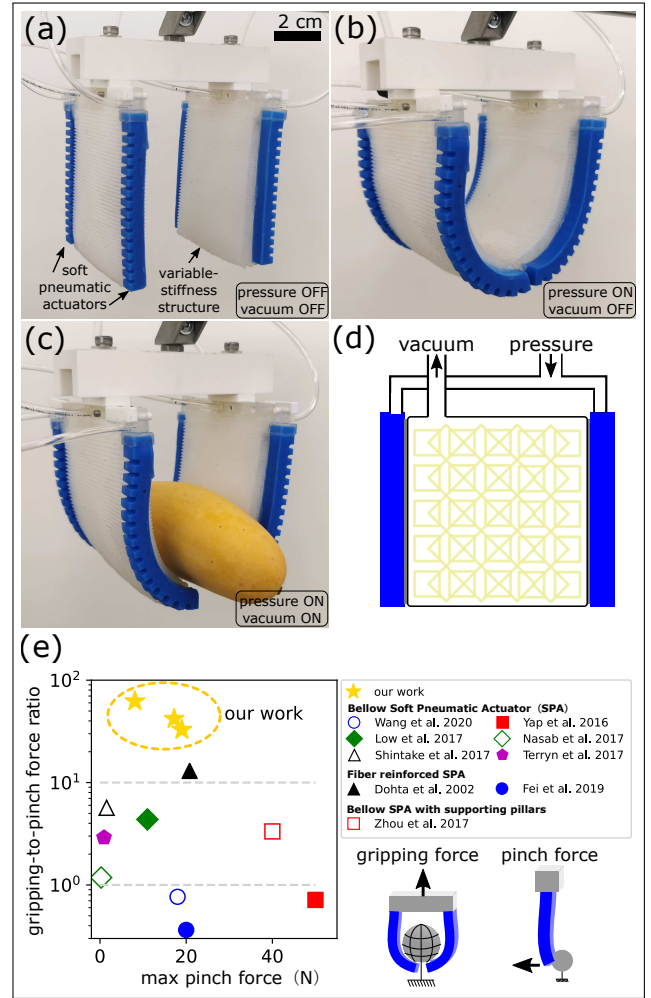 (a)
2 cm
(b)
soft
pneumatic
actuators
variable-
stiffness
structure
pressure OFF
vacuum OFF
pressure ON
vacuum OFF
(c)
pressure ON
vacuum ON
(d)
vacuum
pressure
(e)
gripping-to-pinch force ratio
10²
10¹
10⁰
0
20
40
max pinch force (N)
our work
our work
Bellow Soft Pneumatic Actuator (SPA)
Wang et al. 2020
Yap et al. 2016
Low et al. 2017
Nasab et al. 2017
Shintake et al. 2017
Terryn et al. 2017
Fiber reinforced SPA
Dohta et al. 2002
Fei et al. 2019
Bellow SPA with supporting pillars
Zhou et al. 2017
gripping force
pinch force